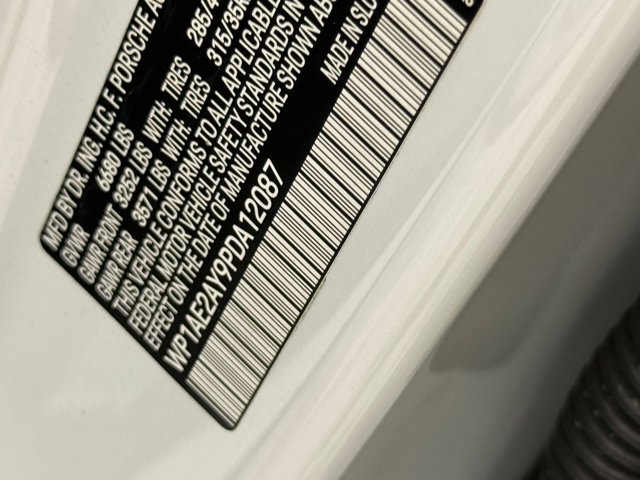 MFD BY DR. ING. H.C. F. PORSCHE A
GVWR 6680 LBS
GAWR FRONT 3252 LBS WITH: TIRES 285/4
GAWR REAR 3571 LBS WITH: TIRES 315/35R
THIS VEHICLE CONFORMS TO ALL APPLICABLE
FEDERAL MOTOR VEHICLE SAFETY STANDARDS IN
EFFECT ON THE DATE OF MANUFACTURE SHOWN ABO
WP1AE2AY9PDA12087 MADE IN SLO